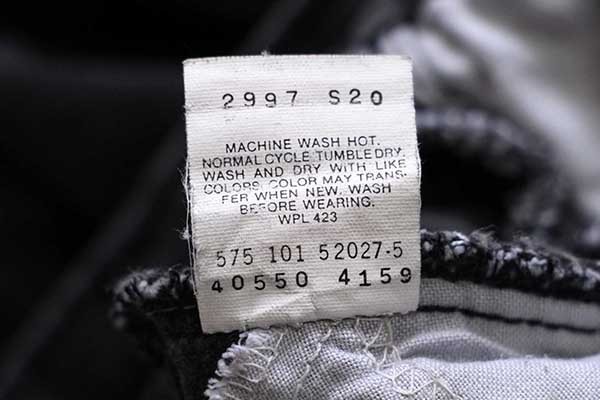 2997 S20
MACHINE WASH HOT.
NORMAL CYCLE TUMBLE DRY.
WASH AND DRY WITH LIKE
COLORS. COLOR MAY TRANS-
FER WHEN NEW. WASH
BEFORE WEARING.
WPL 423
575 101 52027-5
40550 4159